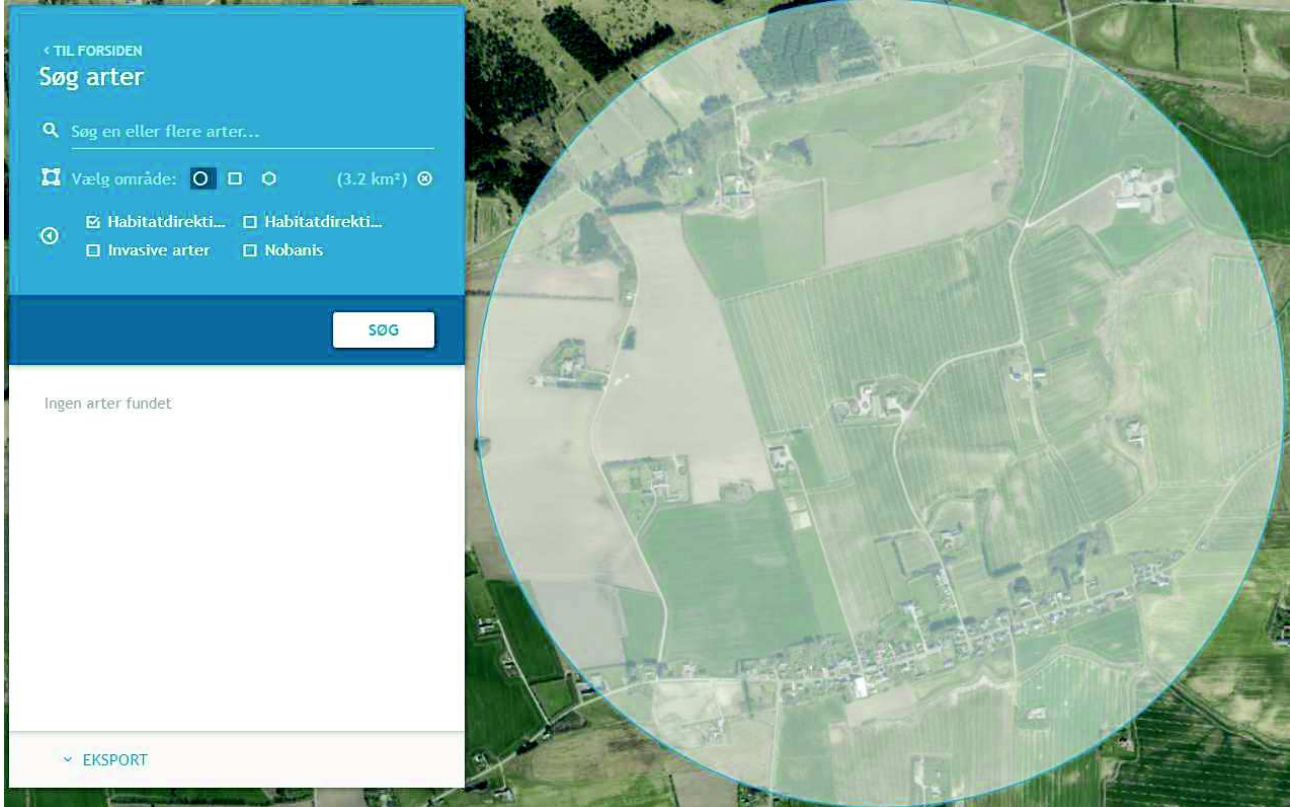 ‹ TIL FORSIDEN
Søg arter
Søg en eller flere arter...
Vælg område: (3.2 km²)
Habitatdirekti... Habitatdirekti...
Invasive arter Nobanis
SØG
Ingen arter fundet
EKSPORT